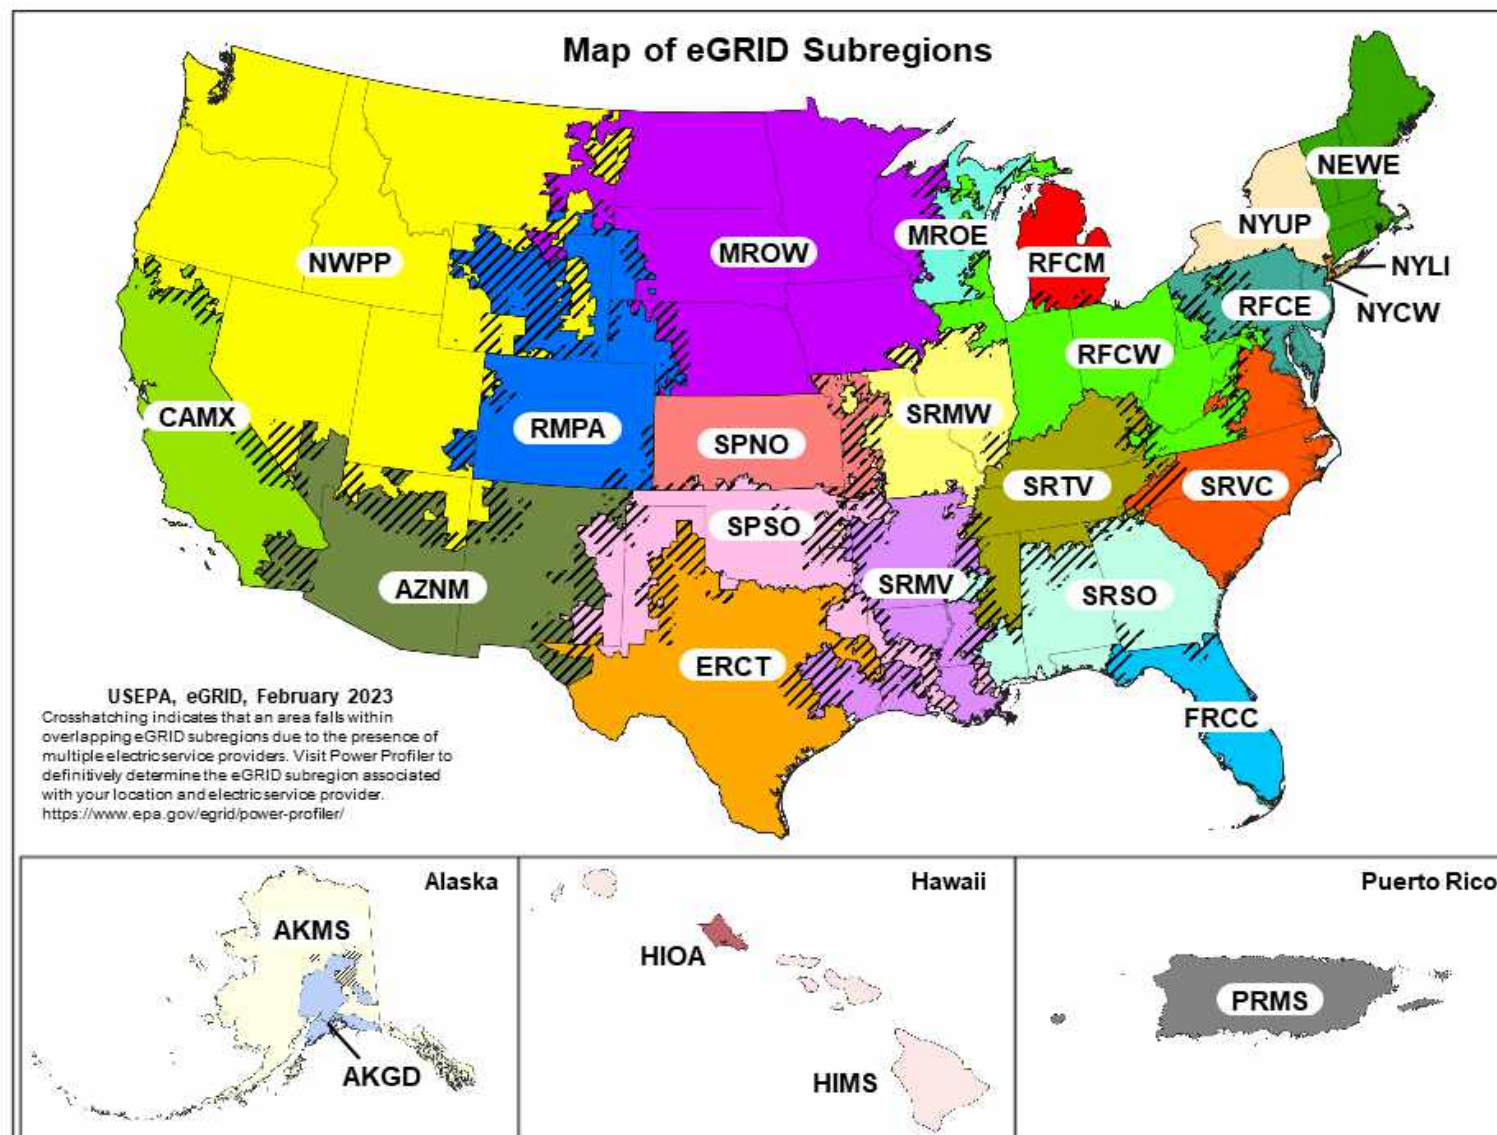 Map of eGRID Subregions
NEWE
NYUP
MROE
NWPP
MROW
RFCM
NYLI
RFCE
NYCW
RFCW
CAMX
RMPA
SRMW
SPNO
SRTV
SRVC
SPSO
AZNM
SRMV
SRSO
ERCT
FRCC
USEPA, eGRID, February 2023
Crosshatching indicates that an area falls within
overlapping eGRID subregions due to the presence of
multiple electric service providers. Visit Power Profiler to
definitively determine the eGRID subregion associated
with your location and electric service provider.
https://www.epa.gov/egrid/power-profiler/
Alaska
AKMS
AKGD
Hawaii
HIOA
HIMS
Puerto Rico
PRMS